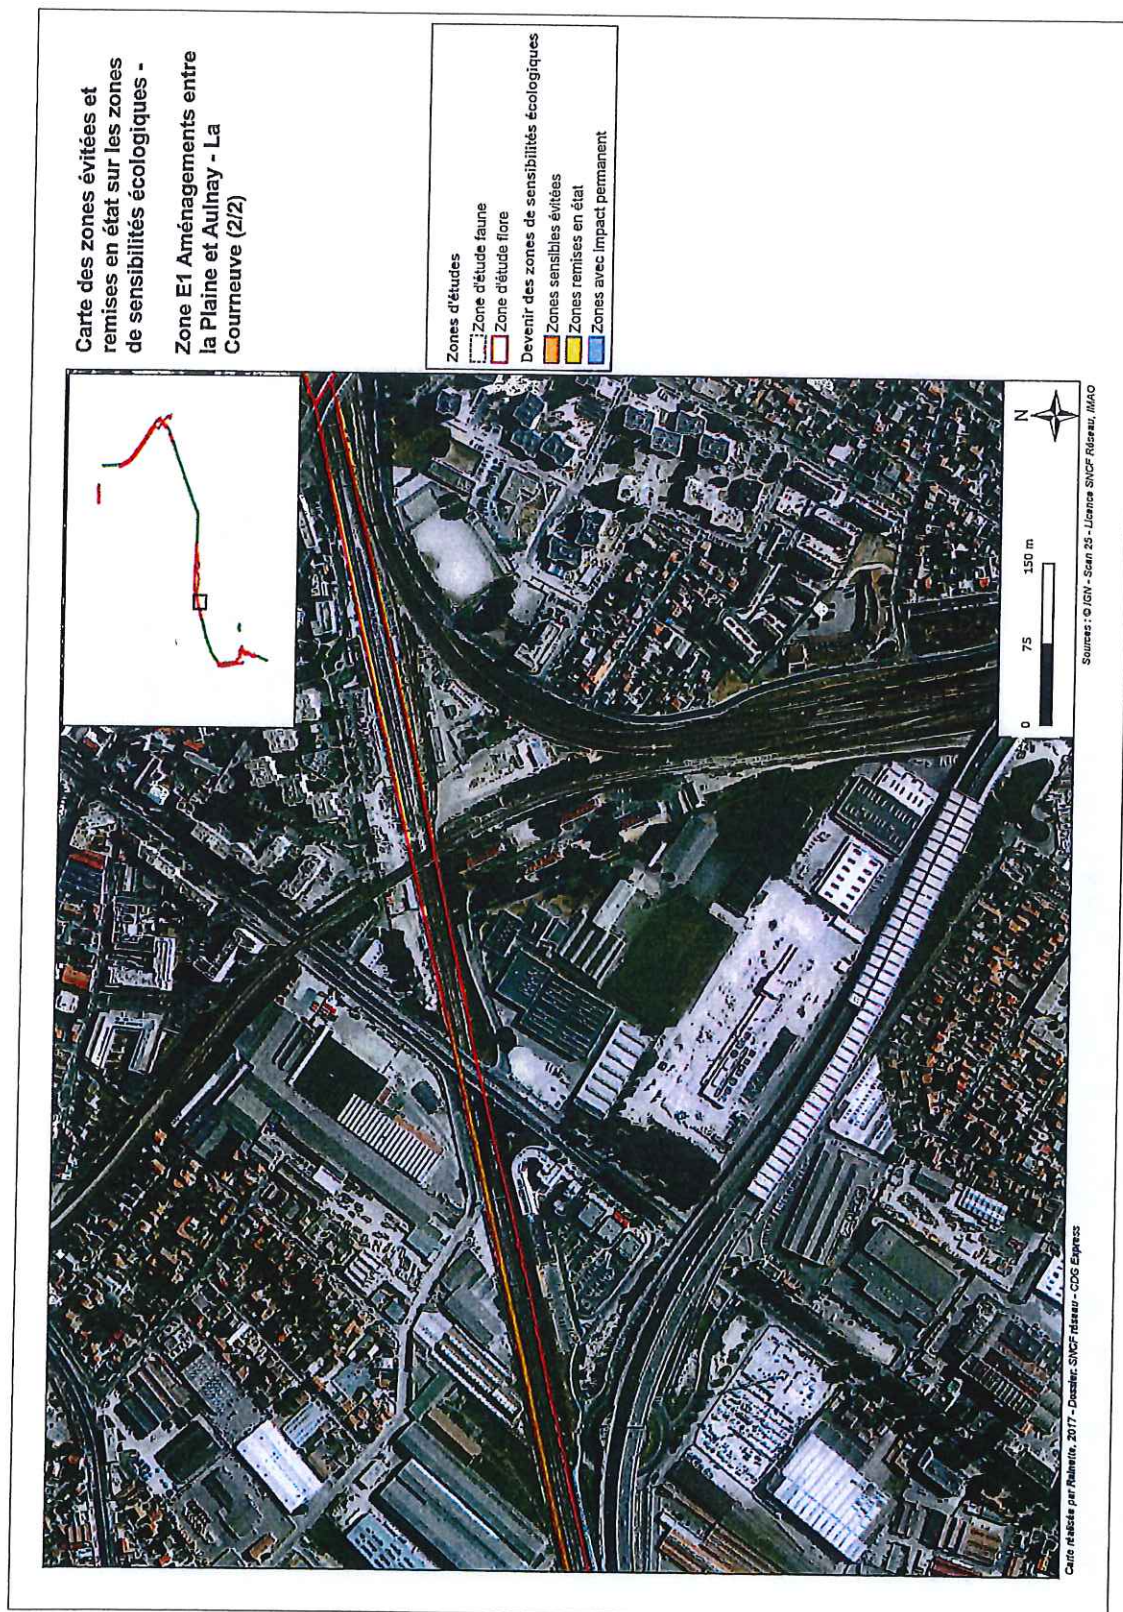 Carte des zones évitées et
remises en état sur les zones
de sensibilités écologiques -
Zone E1 Aménagements entre
la Plaine et Aulnay - La
Courneuve (2/2)
Zones d'études
Zone d'étude faune
Zone d'étude flore
Devenir des zones de sensibilités écologiques
Zones sensibles évitées
Zones remises en état
Zones avec impact permanent
N
0 75 150 m
Sources : © IGN - Scan 25 - Licence SNCF Réseau, IMAO
Carte réalisée par Rainette, 2017 - Dossier: SNCF réseau - CDG Express